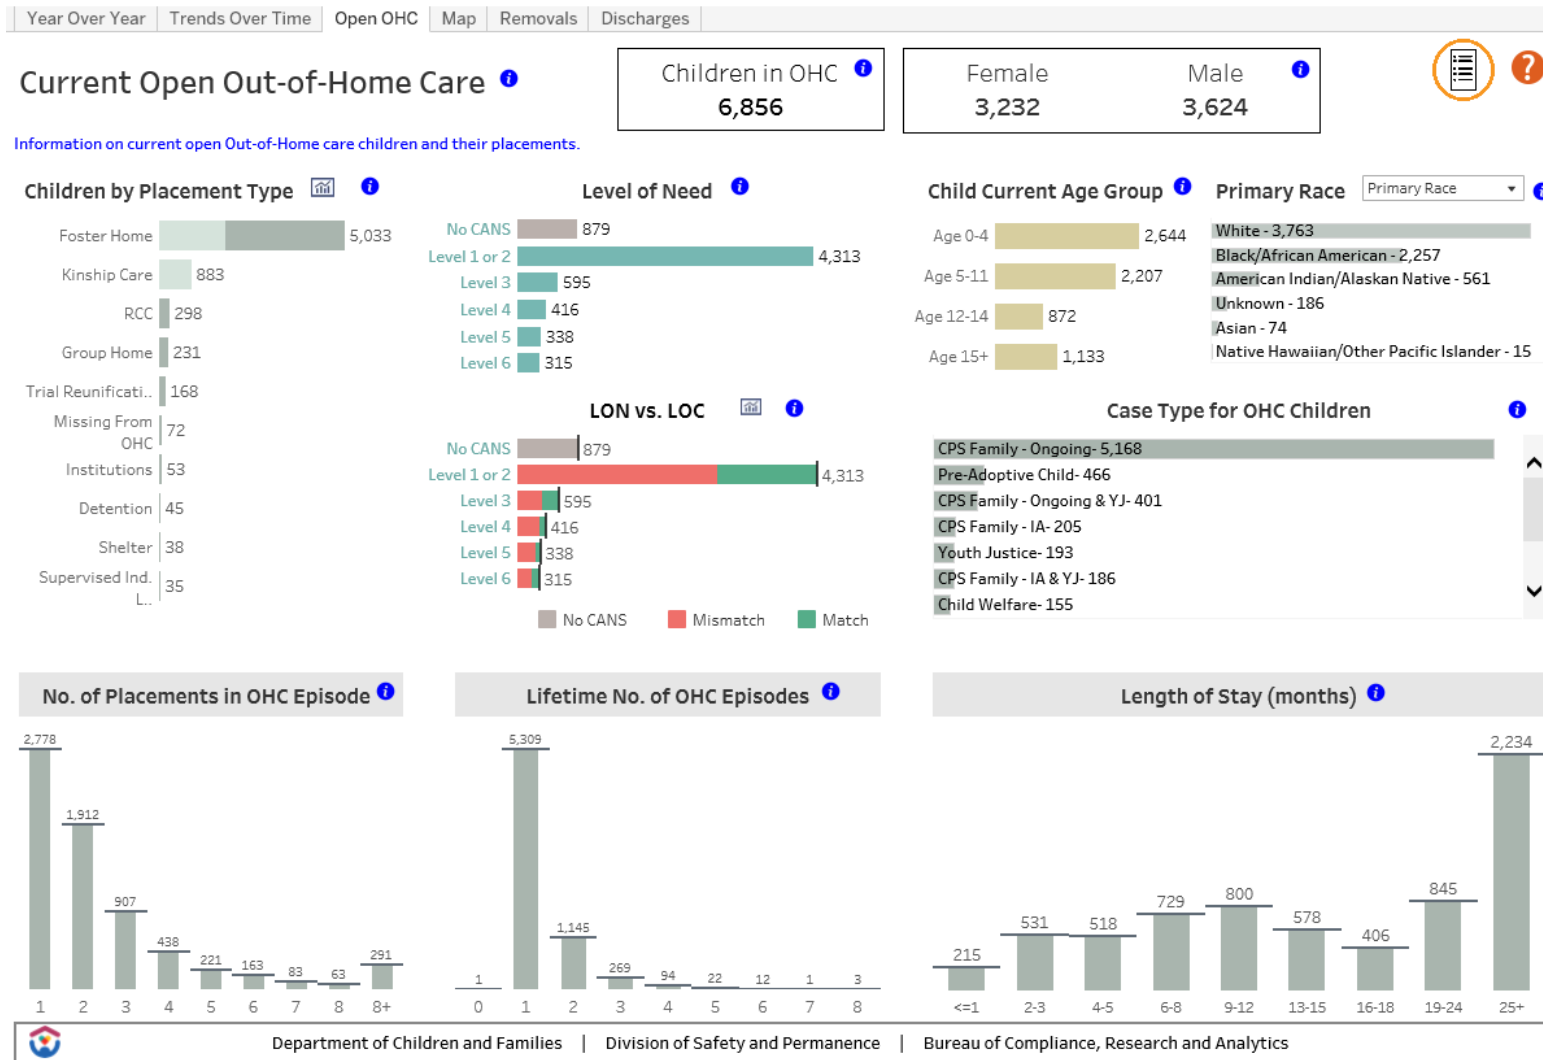 Year Over Year
Trends Over Time
Open OHC
Map
Removals
Discharges
Current Open Out-of-Home Care
Children in OHC
6,856
Female
3,232
Male
3,624
?
Information on current open Out-of-Home care children and their placements.
Children by Placement Type
Foster Home 5,033
Kinship Care 883
RCC 298
Group Home 231
Trial Reunificati.. 168
Missing From
OHC 72
Institutions 53
Detention 45
Shelter 38
Supervised Ind.
L.. 35
Level of Need
No CANS 879
Level 1 or 2 4,313
Level 3 595
Level 4 416
Level 5 338
Level 6 315
LON vs. LOC
No CANS 879
Level 1 or 2 4,313
Level 3 595
Level 4 416
Level 5 338
Level 6 315
No CANS Mismatch Match
Child Current Age Group
Age 0-4 2,644
Age 5-11 2,207
Age 12-14 872
Age 15+ 1,133
Primary Race
Primary Race
White - 3,763
Black/African American - 2,257
American Indian/Alaskan Native - 561
Unknown - 186
Asian - 74
Native Hawaiian/Other Pacific Islander - 15
Case Type for OHC Children
CPS Family - Ongoing- 5,168
Pre-Adoptive Child- 466
CPS Family - Ongoing & YJ- 401
CPS Family - IA- 205
Youth Justice- 193
CPS Family - IA & YJ- 186
Child Welfare- 155
No. of Placements in OHC Episode
2,778 1,912 907 438 221 163 83 63 291
1 2 3 4 5 6 7 8 8+
Lifetime No. of OHC Episodes
1 5,309 1,145 269 94 22 12 1 3
0 1 2 3 4 5 6 7 8
Length of Stay (months)
215 531 518 729 800 578 406 845 2,234
<=1 2-3 4-5 6-8 9-12 13-15 16-18 19-24 25+
Department of Children and Families | Division of Safety and Permanence | Bureau of Compliance, Research and Analytics